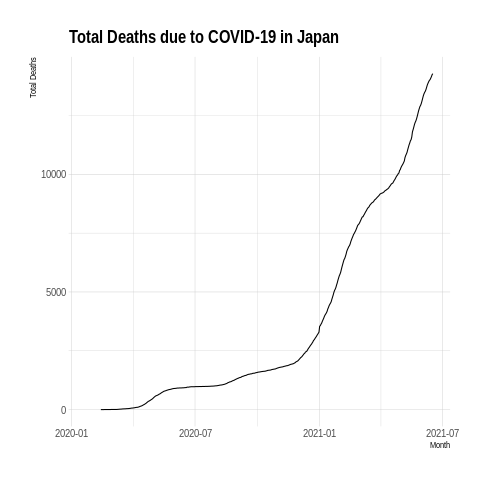 Total Deaths due to COVID-19 in Japan
Total Deaths
10000
5000
0
2020-01 2020-07 2021-01 2021-07
Month